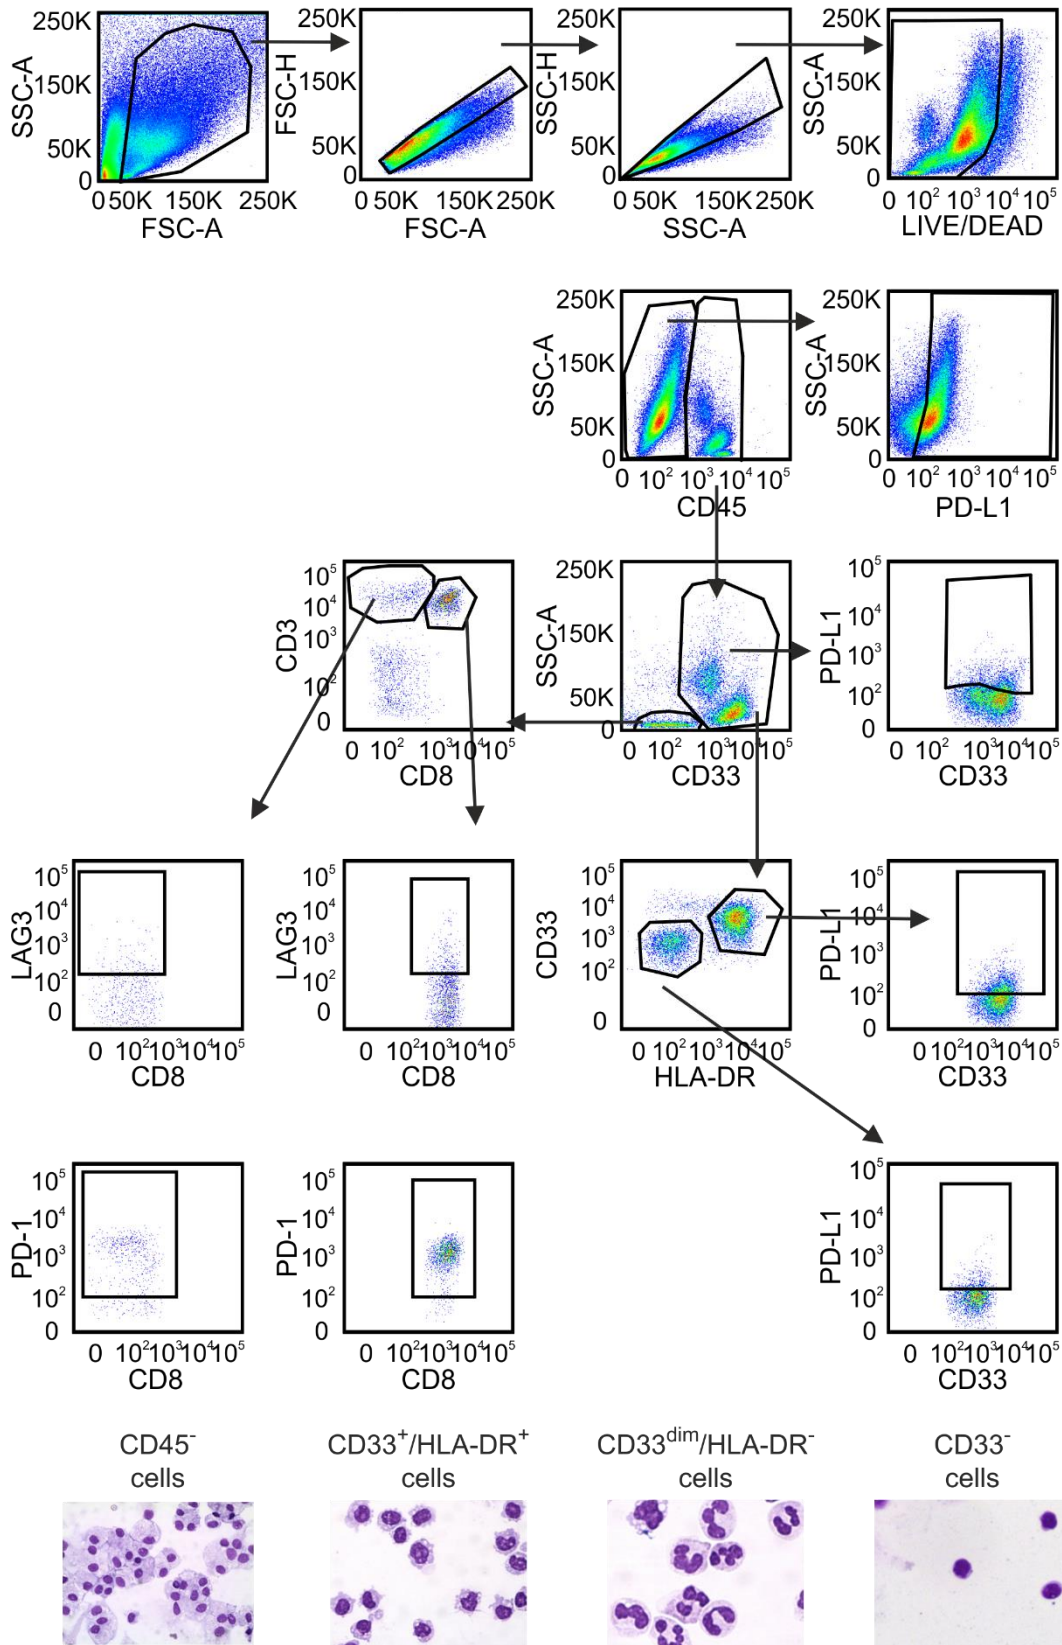 SSC-A
250K
150K
50K
0
0 50K 150K 250K
FSC-A
FSC-H
250K
150K
50K
0
0 50K 150K 250K
FSC-A
SSC-H
250K
150K
50K
0
0 50K 150K 250K
SSC-A
SSC-A
250K
150K
50K
0
0 10² 10³ 10⁴ 10⁵
LIVE/DEAD
SSC-A
250K
150K
50K
0
0 10² 10³ 10⁴ 10⁵
CD45
SSC-A
250K
150K
50K
0
0 10² 10³ 10⁴ 10⁵
PD-L1
CD3
10⁵
10⁴
10³
10²
0
0 10² 10³ 10⁴ 10⁵
CD8
SSC-A
250K
150K
50K
0
0 10² 10³ 10⁴ 10⁵
CD33
PD-L1
10⁵
10⁴
10³
10²
0
0 10² 10³ 10⁴ 10⁵
CD33
LAG3
10⁵
10⁴
10³
10²
0
0 10² 10³ 10⁴ 10⁵
CD8
LAG3
10⁵
10⁴
10³
10²
0
0 10² 10³ 10⁴ 10⁵
CD8
CD33
10⁵
10⁴
10³
10²
0
0 10² 10³ 10⁴ 10⁵
HLA-DR
PD-L1
10⁵
10⁴
10³
10²
0
0 10² 10³ 10⁴ 10⁵
CD33
PD-1
10⁵
10⁴
10³
10²
0
0 10² 10³ 10⁴ 10⁵
CD8
PD-1
10⁵
10⁴
10³
10²
0
0 10² 10³ 10⁴ 10⁵
CD8
PD-L1
10⁵
10⁴
10³
10²
0
0 10² 10³ 10⁴ 10⁵
CD33
CD45⁻
cells
CD33⁺/HLA-DR⁺
cells
CD33ᵈⁱᵐ/HLA-DR⁻
cells
CD33⁻
cells